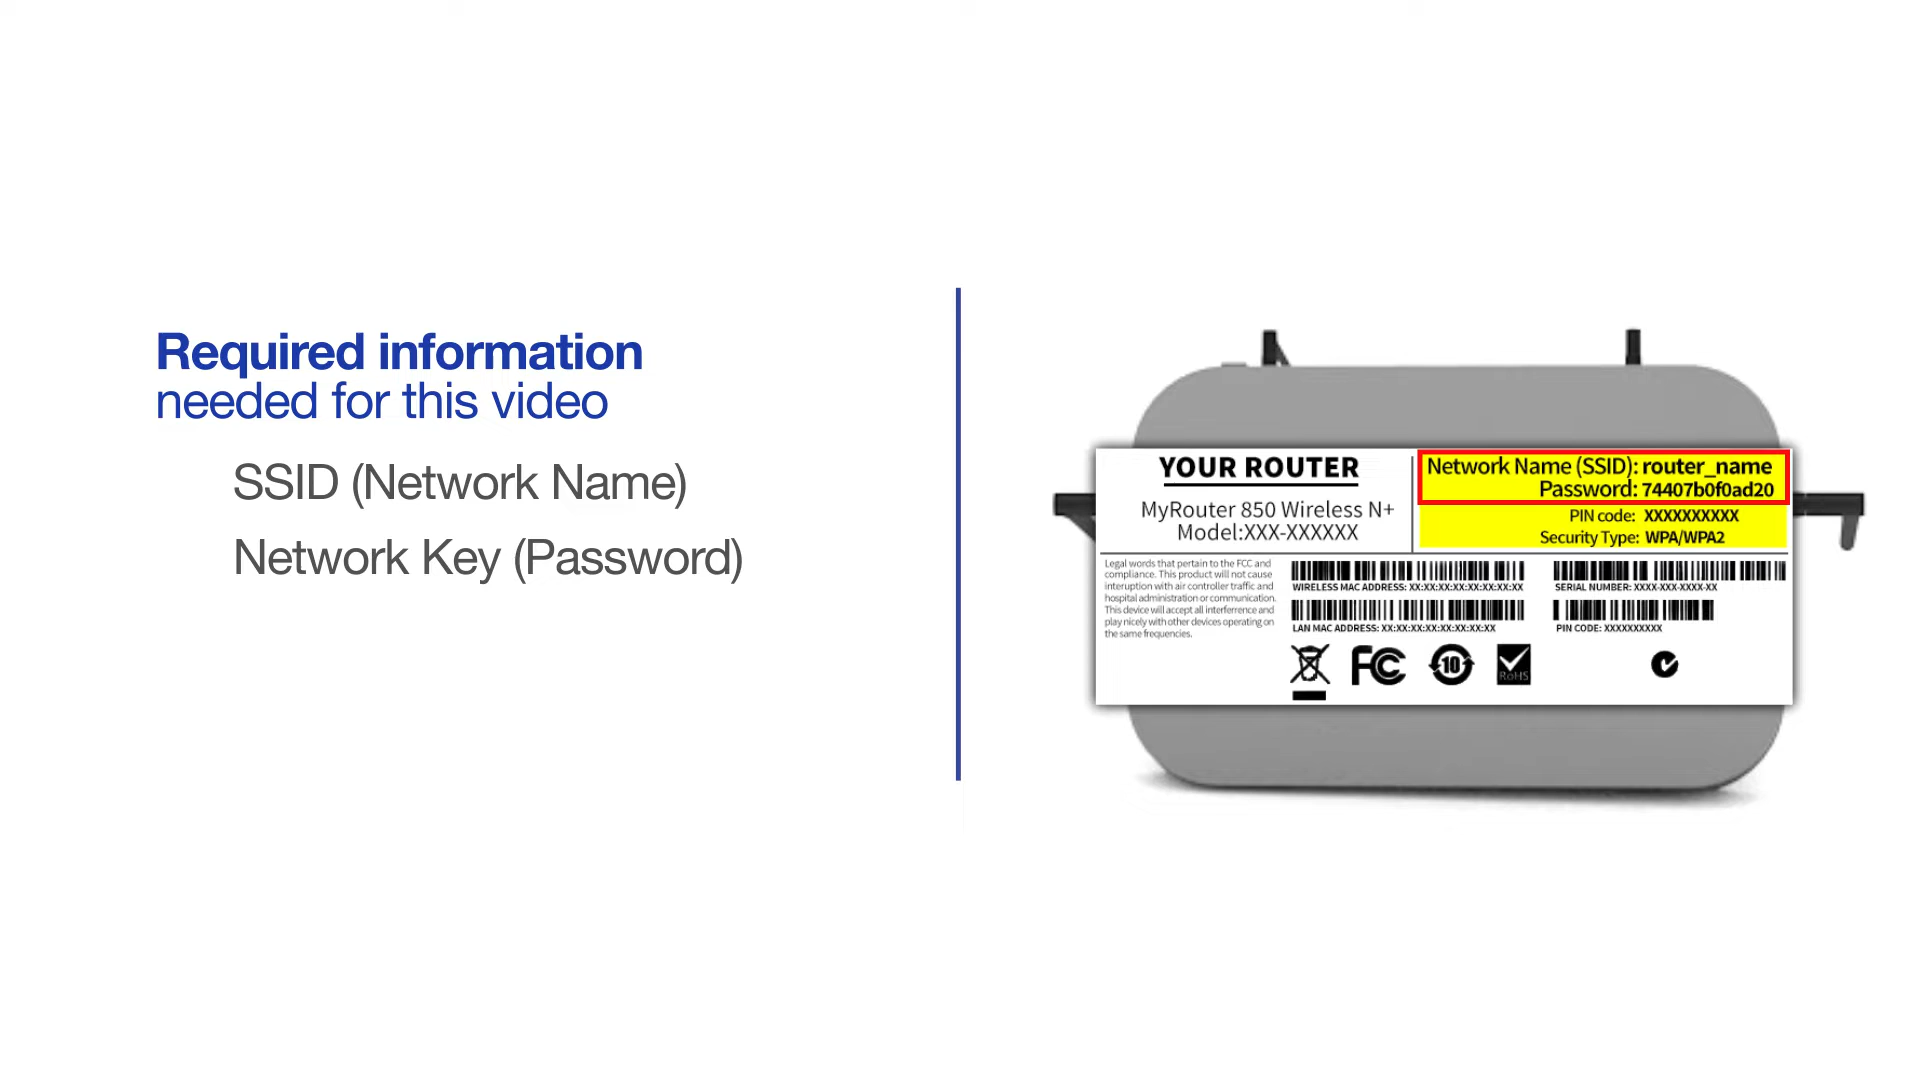 Required information
needed for this video
SSID (Network Name)
Network Key (Password)
YOUR ROUTER
MyRouter 850 Wireless N+
Model:XXX-XXXXXX
Network Name (SSID): router_name
Password: 74407b0f0ad20
PIN code: XXXXXXXXXX
Security Type: WPA/WPA2
Legal words that pertain to the FCC and
compliance. This product will not cause
interuption with air controller traffic and
hospital administration or communication.
This device will accept all interferrence and
play nicely with other devices operating on
the same frequencies.
WIRELESS MAC ADDRESS: XX:XX:XX:XX:XX:XX:XX:XX
SERIAL NUMBER: XXXX-XXX-XXXX-XX
LAN MAC ADDRESS: XX:XX:XX:XX:XX:XX:XX:XX
PIN CODE: XXXXXXXXXX
FC
10
RoHS